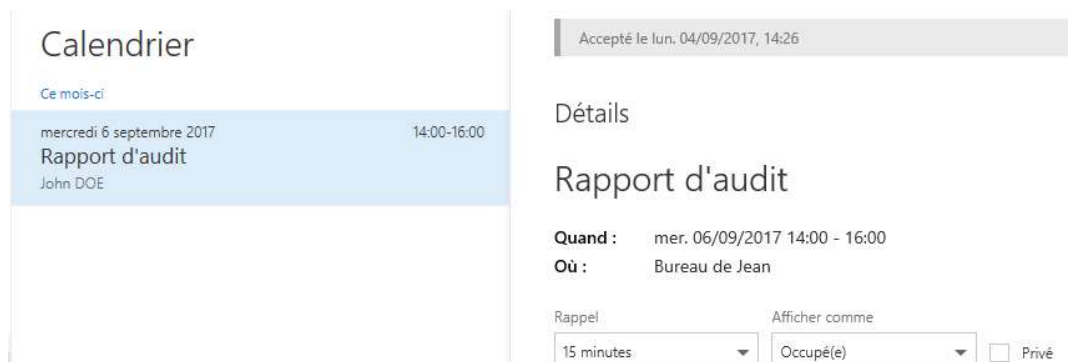 Calendrier
Ce mois-ci
mercredi 6 septembre 2017 14:00-16:00
Rapport d'audit
John DOE
Accepté le lun. 04/09/2017, 14:26
Détails
Rapport d'audit
Quand : mer. 06/09/2017 14:00 - 16:00
Où : Bureau de Jean
Rappel Afficher comme
15 minutes Occupé(e) Privé